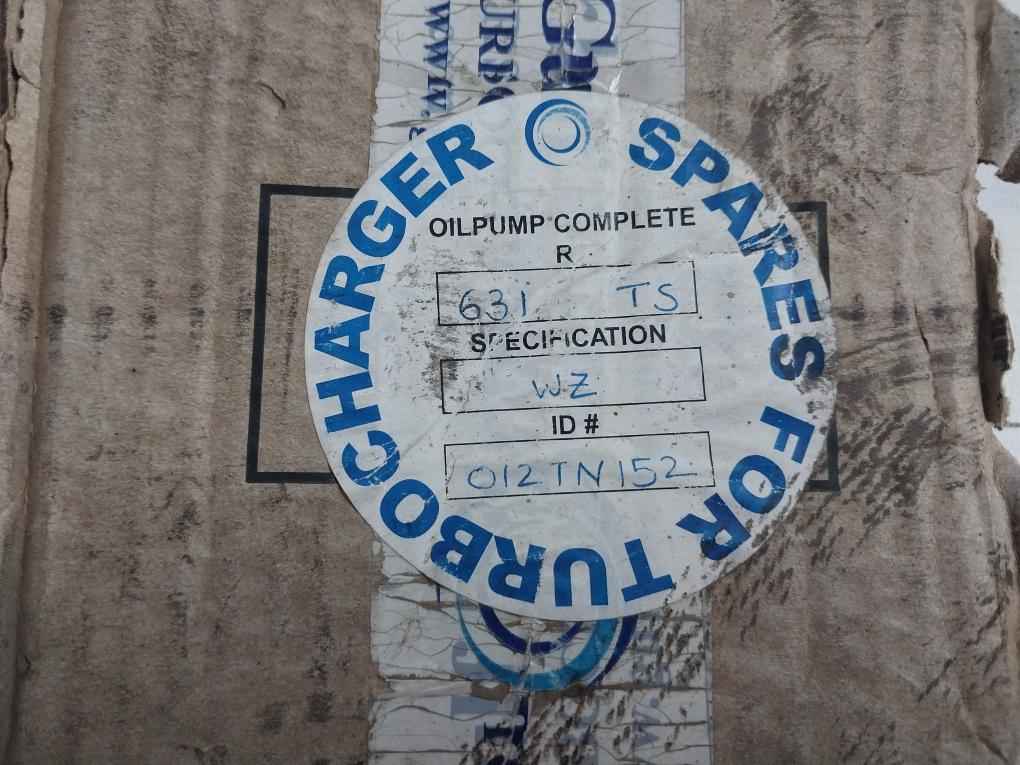 SPARES FOR TURBOCHARGER
OILPUMP COMPLETE
R
631 TS
SPECIFICATION
WZ
ID #
012TN152